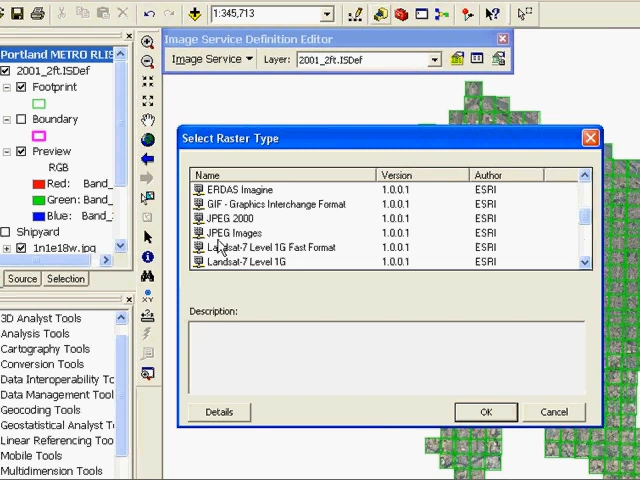 1:345,713
Portland METRO RLIS
2001_2ft.ISDef
Footprint
Boundary
Preview
RGB
Red: Band_
Green: Band_
Blue: Band_
Shipyard
1n1e18w.jpg
Source Selection
3D Analyst Tools
Analysis Tools
Cartography Tools
Conversion Tools
Data Interoperability To
Data Management Tool
Geocoding Tools
Geostatistical Analyst T
Linear Referencing Too
Mobile Tools
Multidimension Tools
Image Service Definition Editor
Image Service Layer: 2001_2ft.ISDef
Select Raster Type
Name Version Author
ERDAS Imagine 1.0.0.1 ESRI
GIF - Graphics Interchange Format 1.0.0.1 ESRI
JPEG 2000 1.0.0.1 ESRI
JPEG Images 1.0.0.1 ESRI
Landsat-7 Level 1G Fast Format 1.0.0.1 ESRI
Landsat-7 Level 1G 1.0.0.1 ESRI
Description:
Details OK Cancel